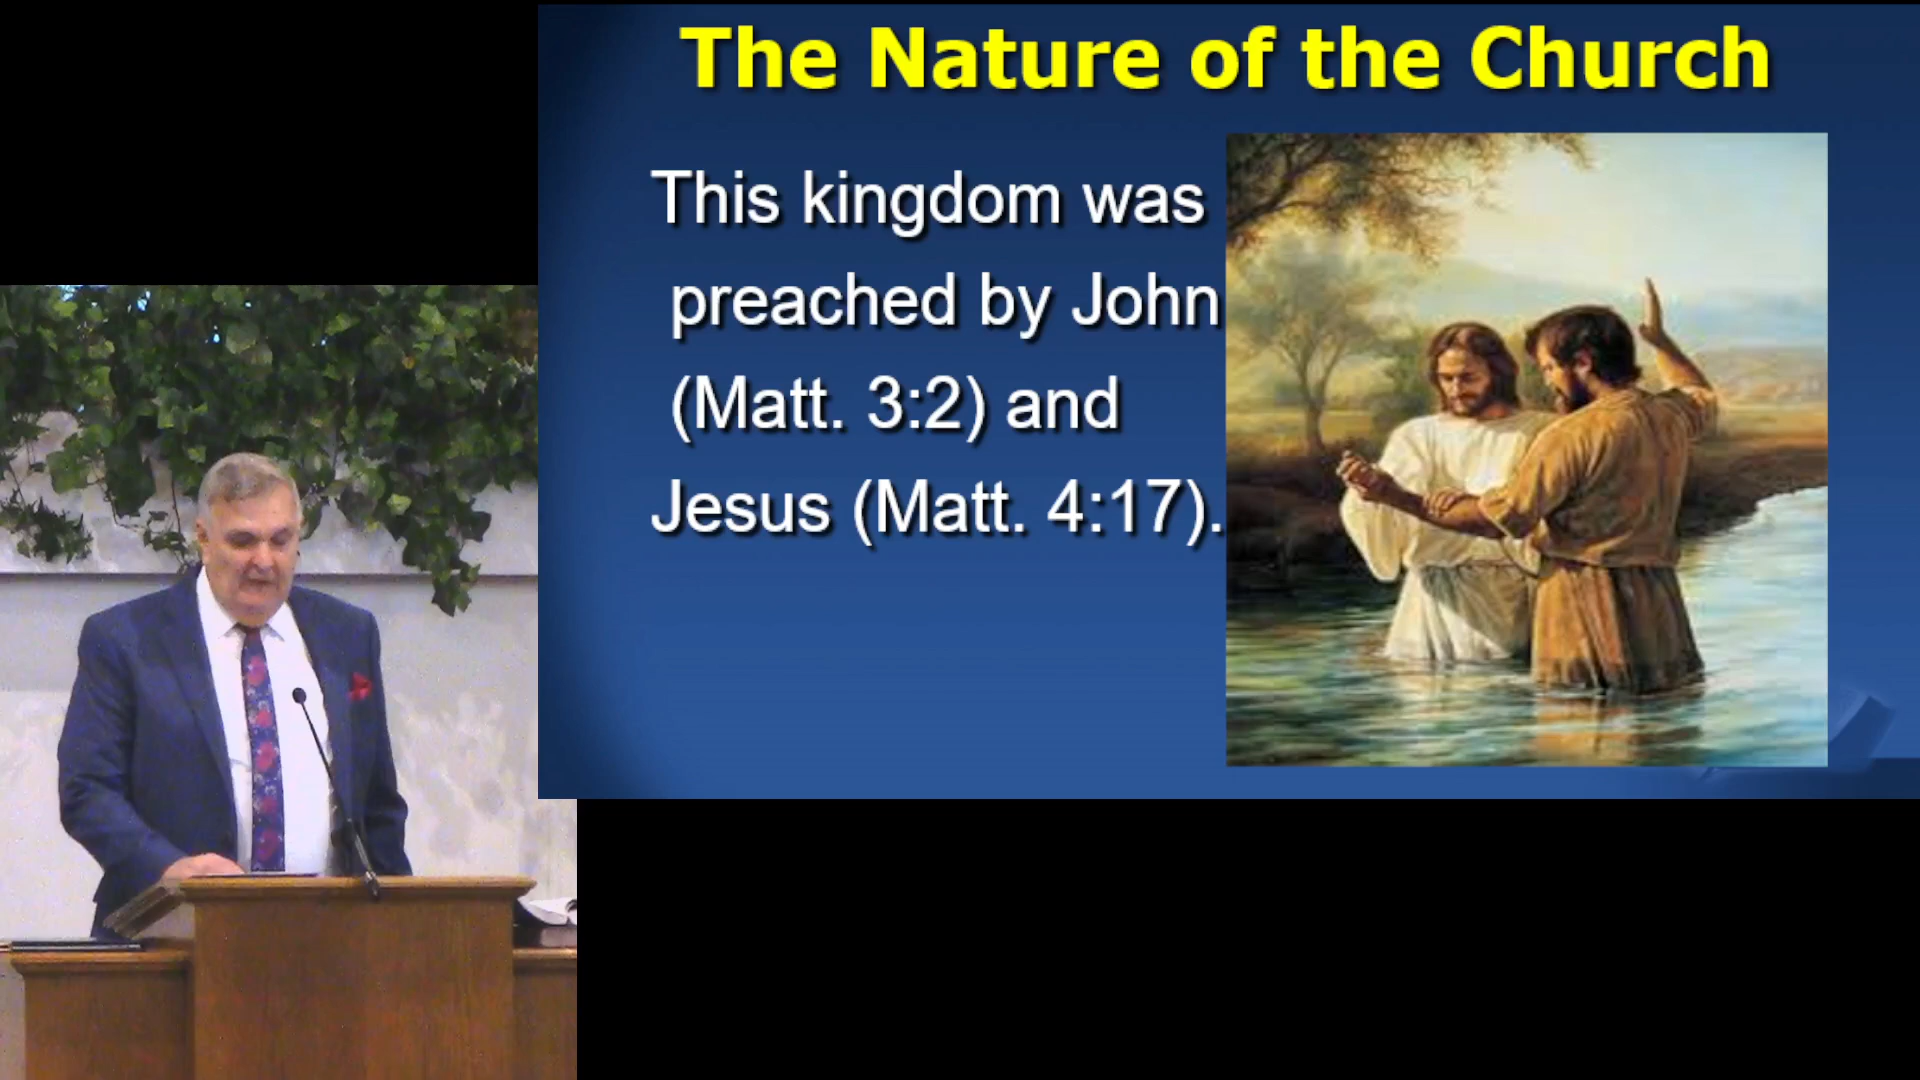 The Nature of the Church
This kingdom was
preached by John
(Matt. 3:2) and
Jesus (Matt. 4:17).